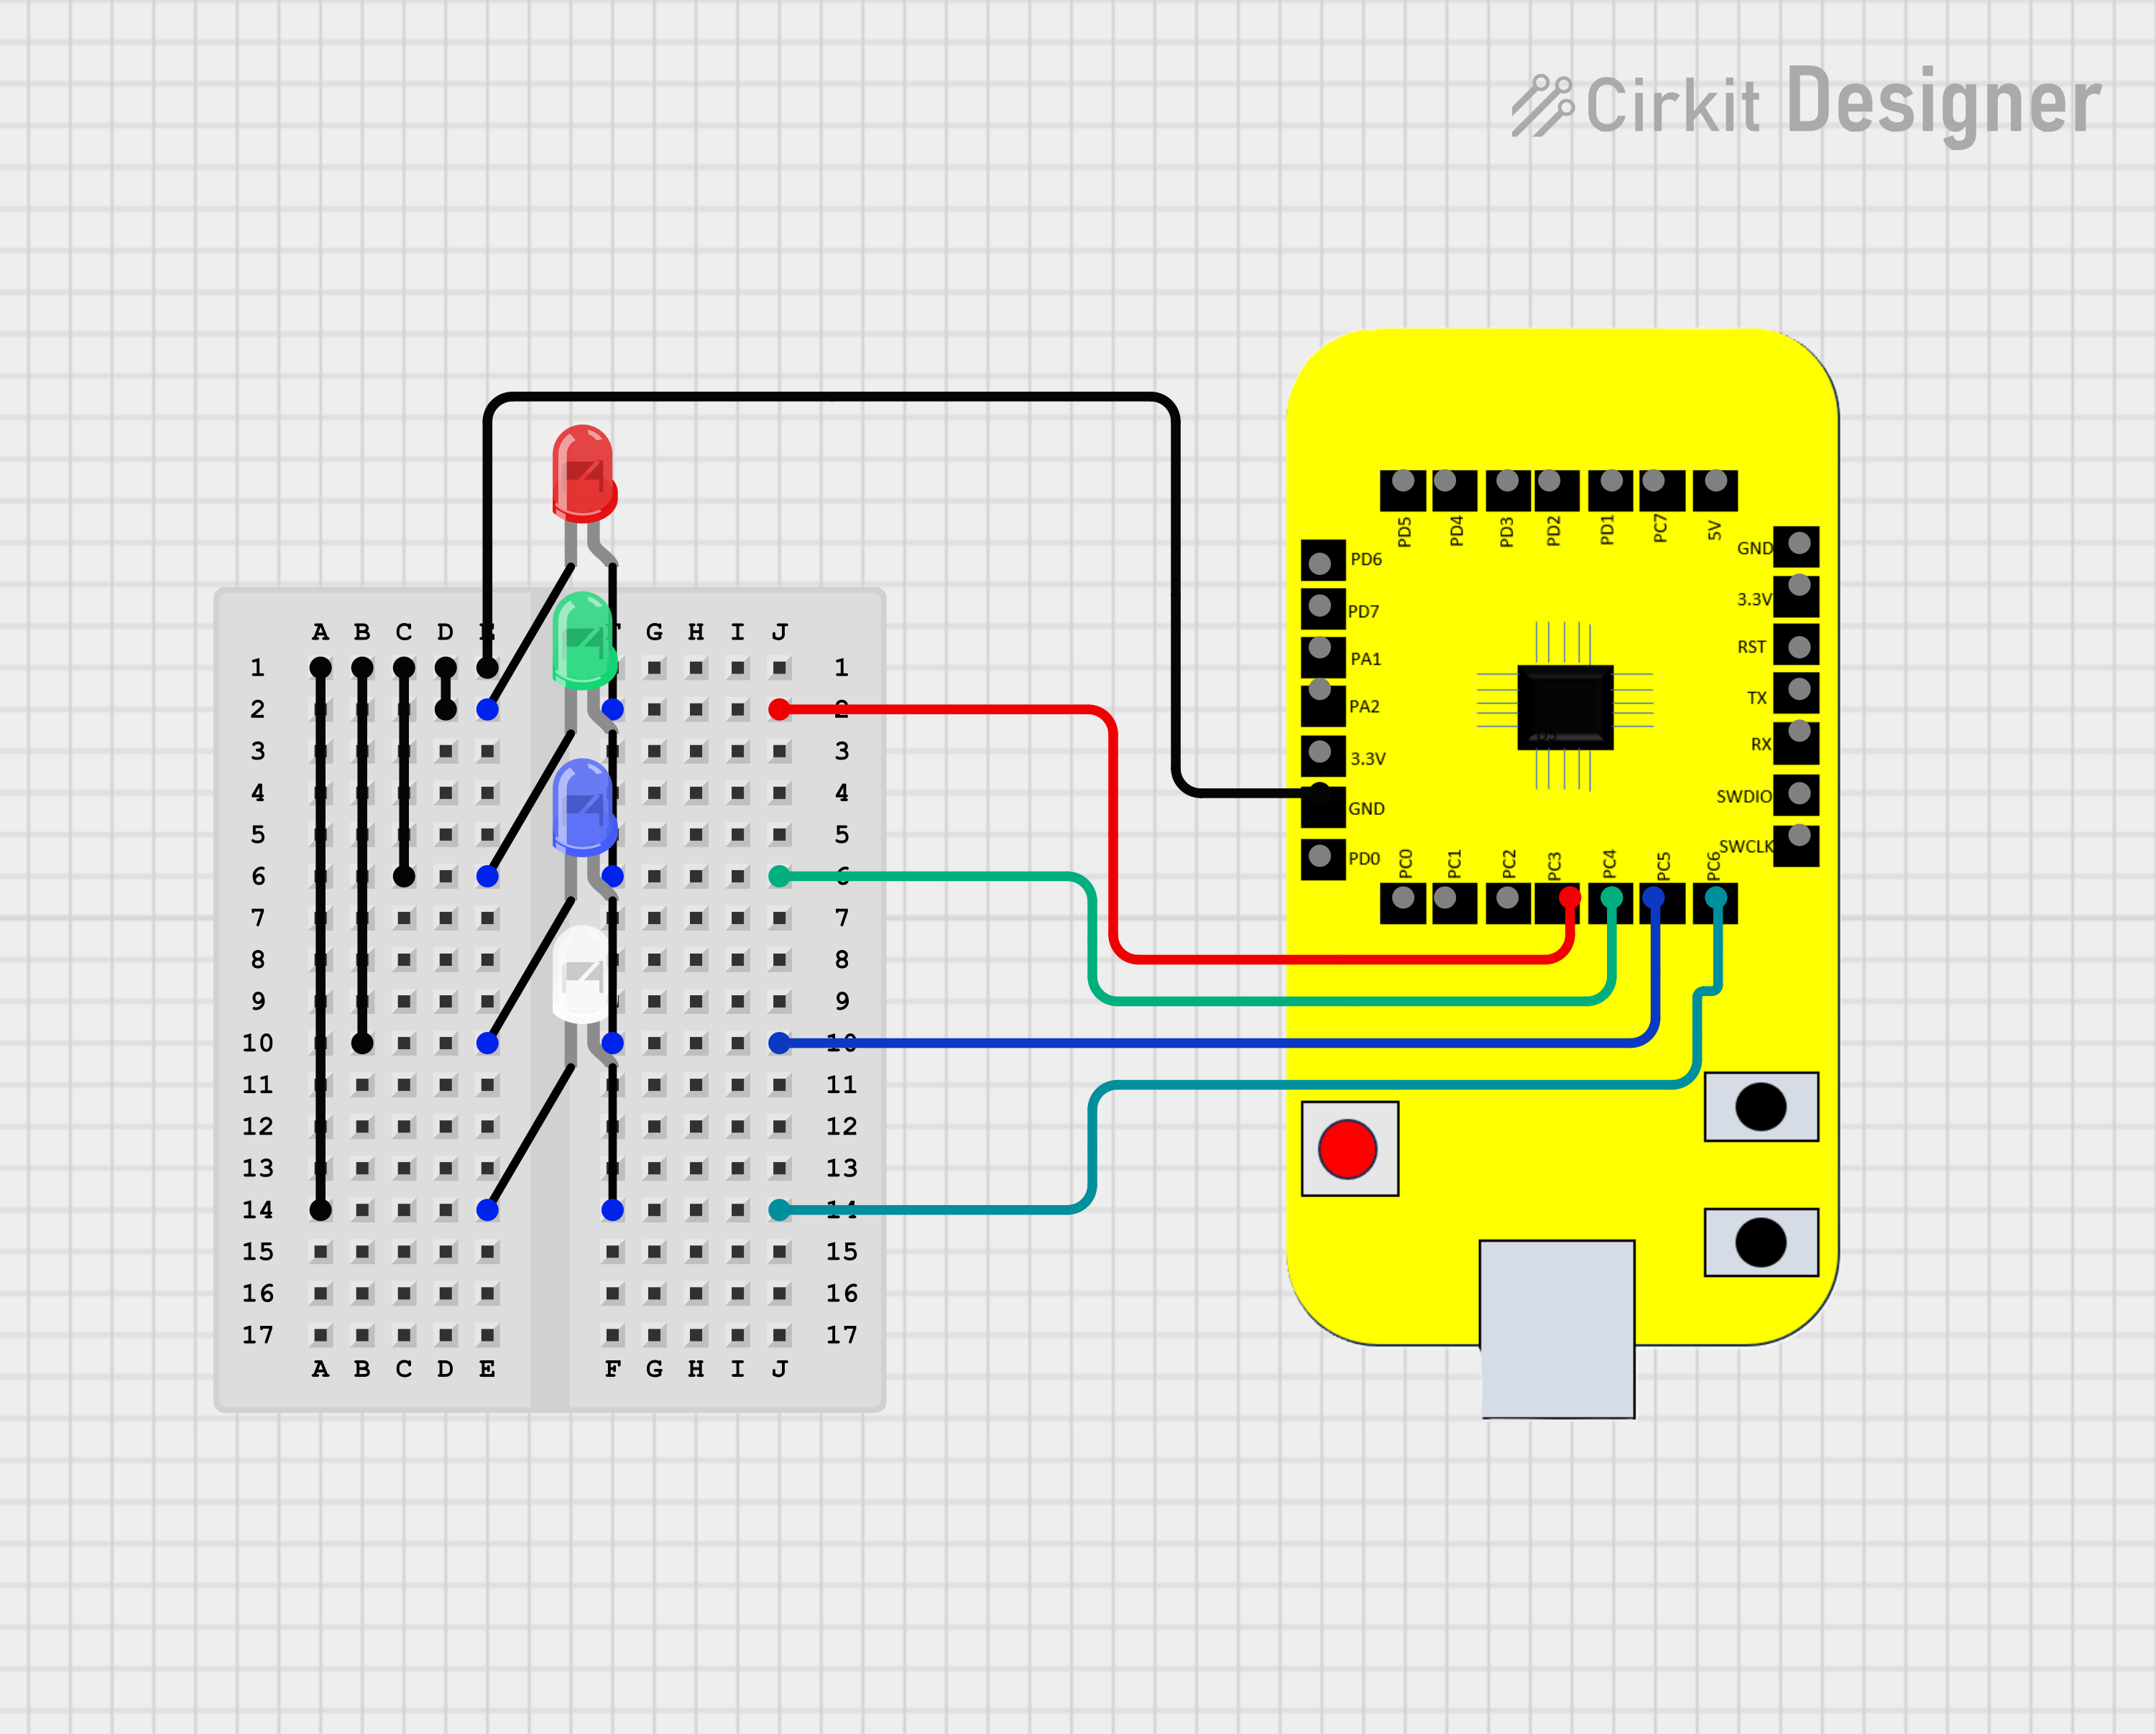 Cirkit Designer
PD5 PD4 PD3 PD2 PD1 PC7 5V
PD6
PD7
PA1
PA2
3.3V
GND
PD0
GND
3.3V
RST
TX
RX
SWDIO
SWCLK
PC0 PC1 PC2 PC3 PC4 PC5 PC6
A B C D E F G H I J
1 1
2 2
3 3
4 4
5 5
6 6
7 7
8 8
9 9
10 10
11 11
12 12
13 13
14 14
15 15
16 16
17 17
A B C D E F G H I J